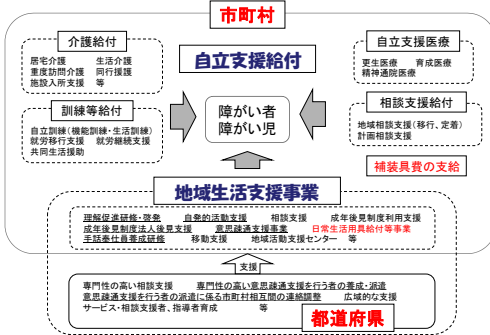 市町村
自立支援給付
介護給付
居宅介護　　生活介護
重度訪問介護　同行援護
施設入所支援　等
訓練等給付
自立訓練(機能訓練・生活訓練)
就労移行支援　就労継続支援
共同生活援助
障がい者
障がい児
自立支援医療
更生医療　　育成医療
精神通院医療
相談支援給付
地域相談支援(移行、定着)
計画相談支援
補装具費の支給
地域生活支援事業
理解促進研修・啓発　　自発的活動支援　　相談支援　　成年後見制度利用支援
成年後見制度法人後見支援　　意思疎通支援事業　　日常生活用具給付等事業
手話奉仕員養成研修　　移動支援　　地域活動支援センター　等
支援
専門性の高い相談支援　　専門性の高い意思疎通支援を行う者の養成・派遣
意思疎通支援を行う者の派遣に係る市町村相互間の連絡調整　　広域的な支援
サービス・相談支援者、指導者育成　　等
都道府県